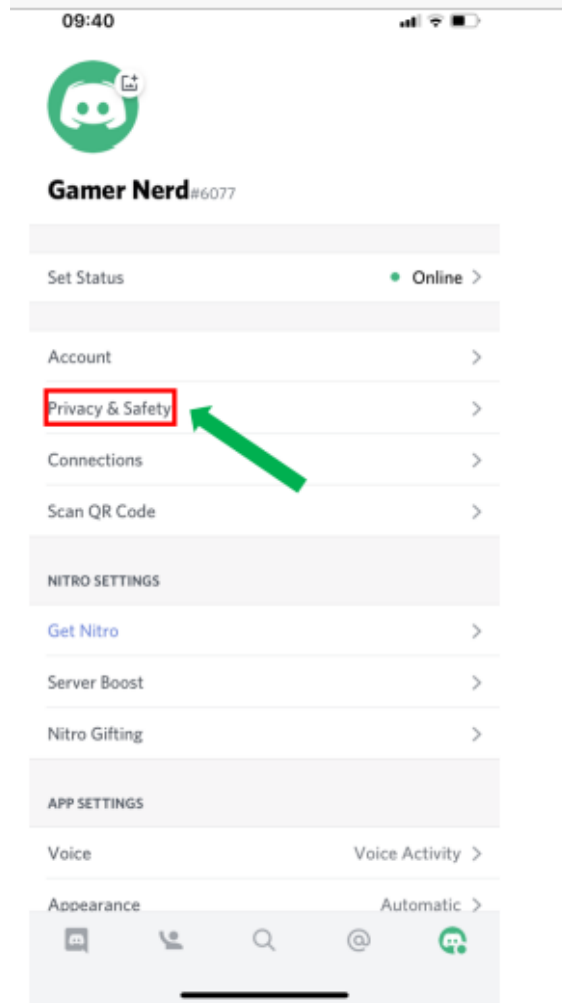 09:40
Gamer Nerd#6077
Set Status Online
Account
Privacy & Safety
Connections
Scan QR Code
NITRO SETTINGS
Get Nitro
Server Boost
Nitro Gifting
APP SETTINGS
Voice Voice Activity
Appearance Automatic